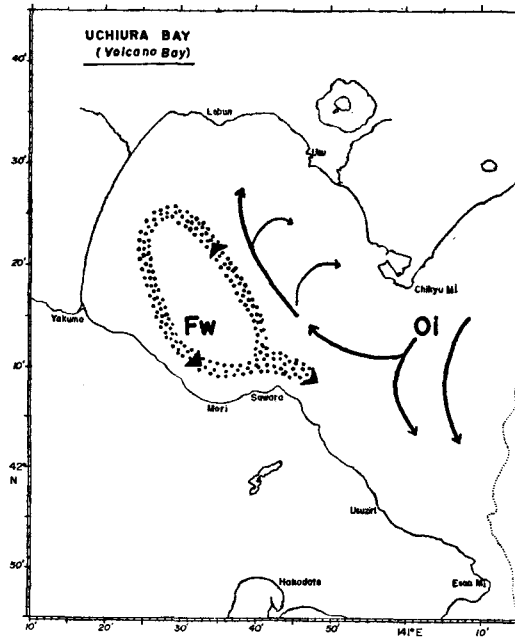 UCHIURA BAY
(Volcano Bay)
40'
Lebun
Usu
30'
20'
Chikyu Mi
Yakumo
Fw
Oi
10'
Mori
Sawara
42°
N
Usuziri
50'
Hakodate
Esan Mi
10'
20'
30'
40'
50'
141°E
10'